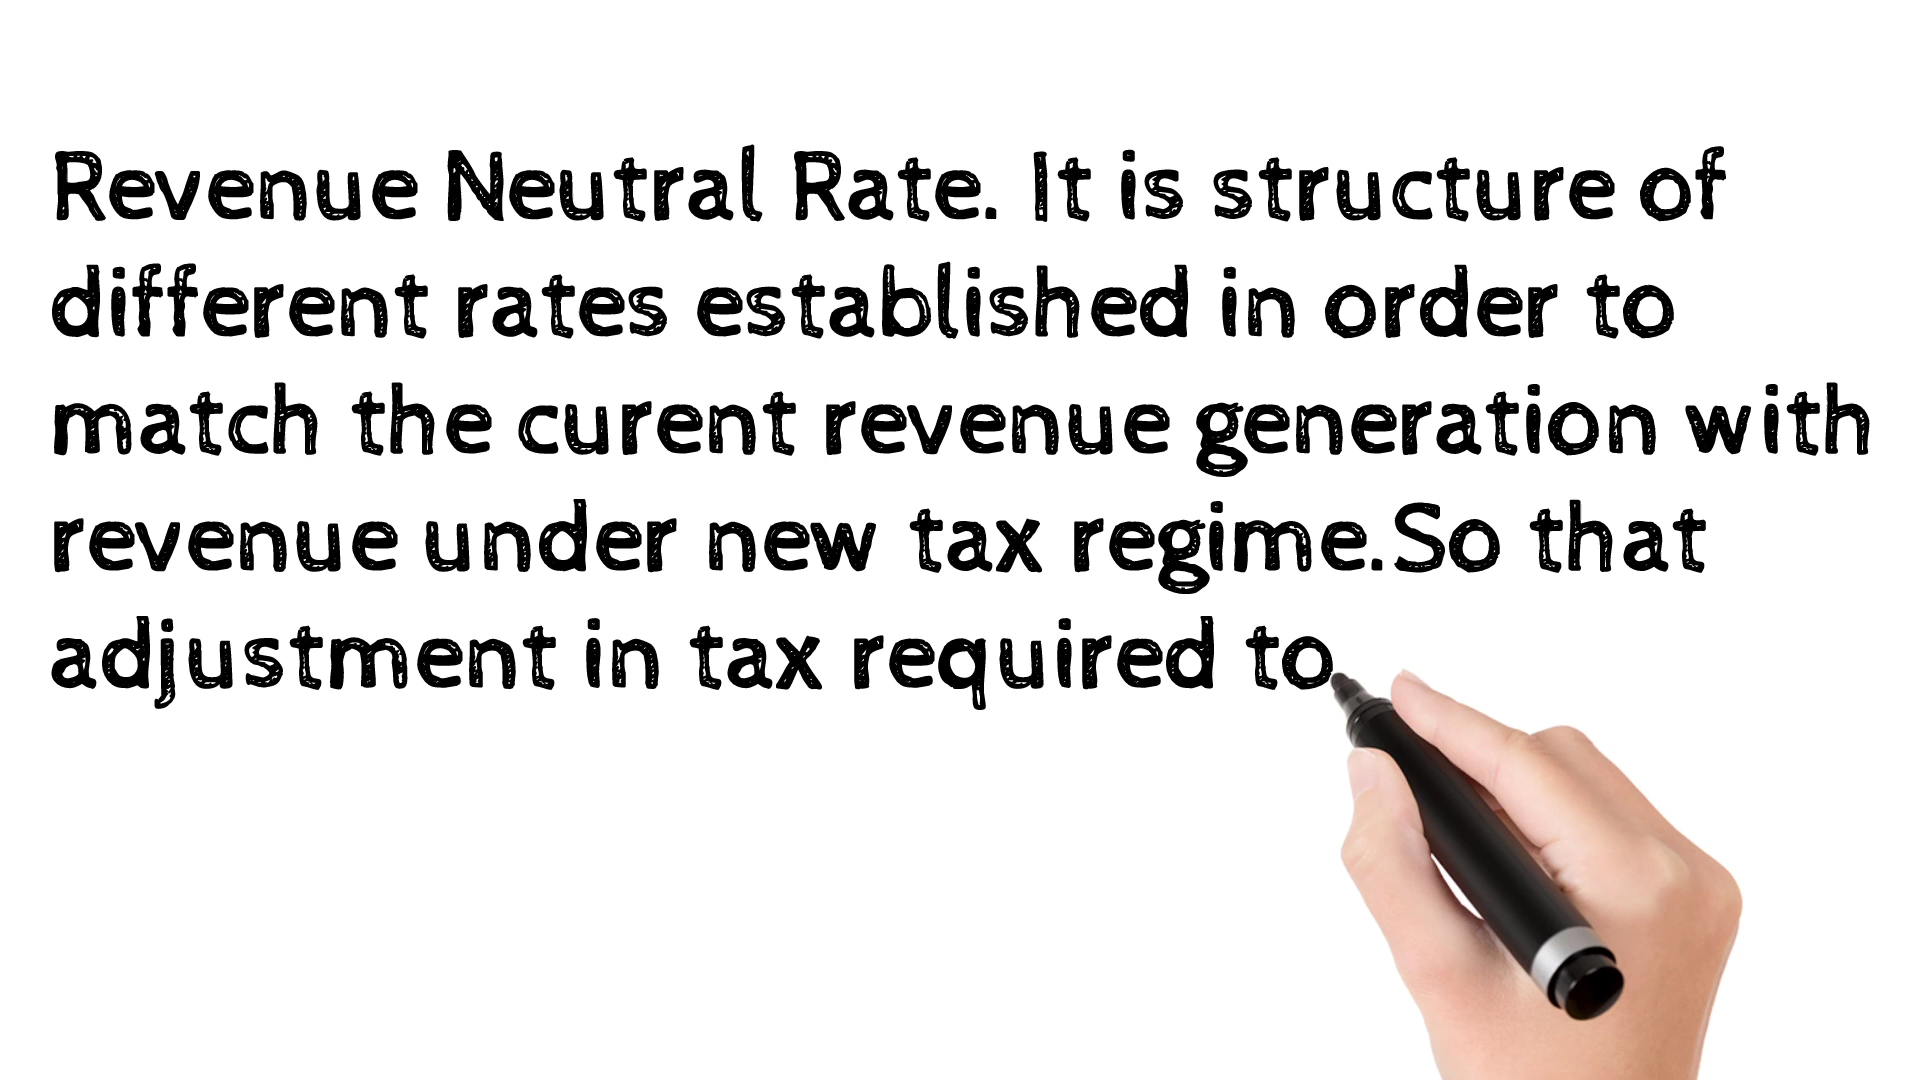 Revenue Neutral Rate. It is structure of
different rates established in order to
match the curent revenue generation with
revenue under new tax regime.So that
adjustment in tax required to